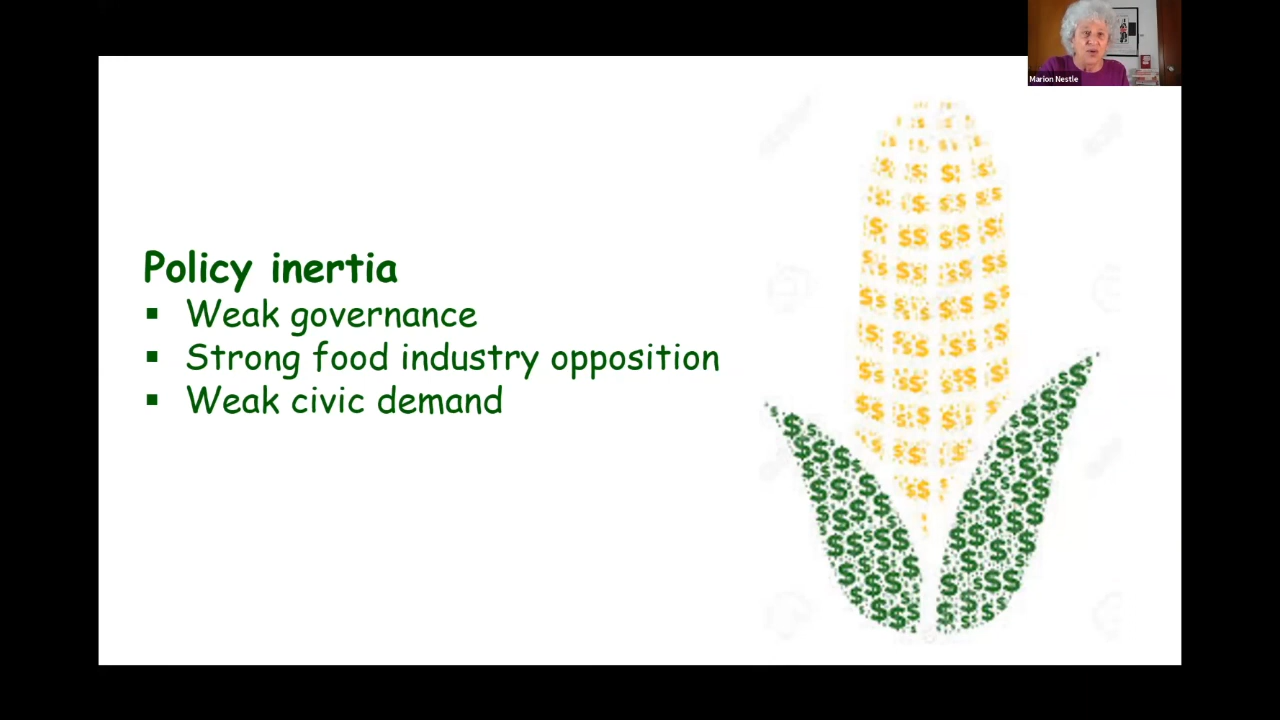 Marion Nestle
Policy inertia
▪ Weak governance
▪ Strong food industry opposition
▪ Weak civic demand